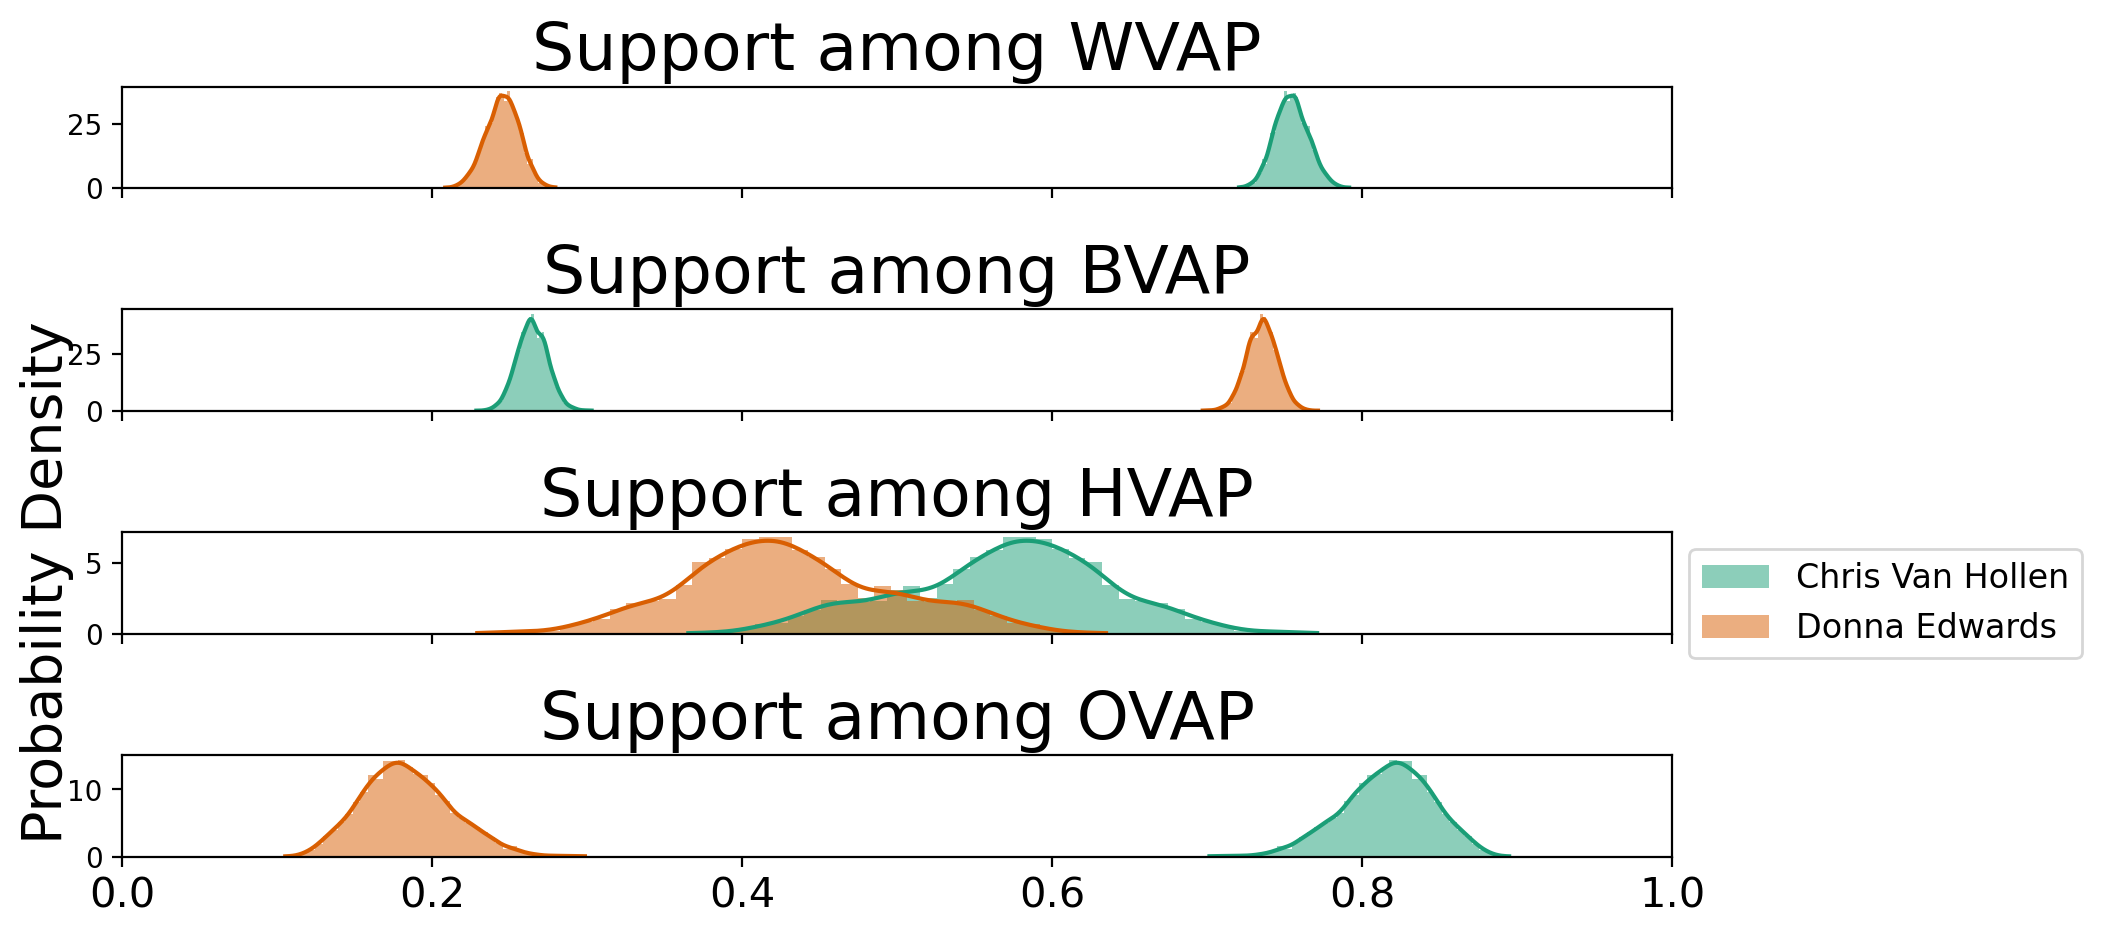 Support among WVAP
25
0
Support among BVAP
25
0
Support among HVAP
5
0
Support among OVAP
10
0
0.0 0.2 0.4 0.6 0.8 1.0
Probability Density
Chris Van Hollen
Donna Edwards